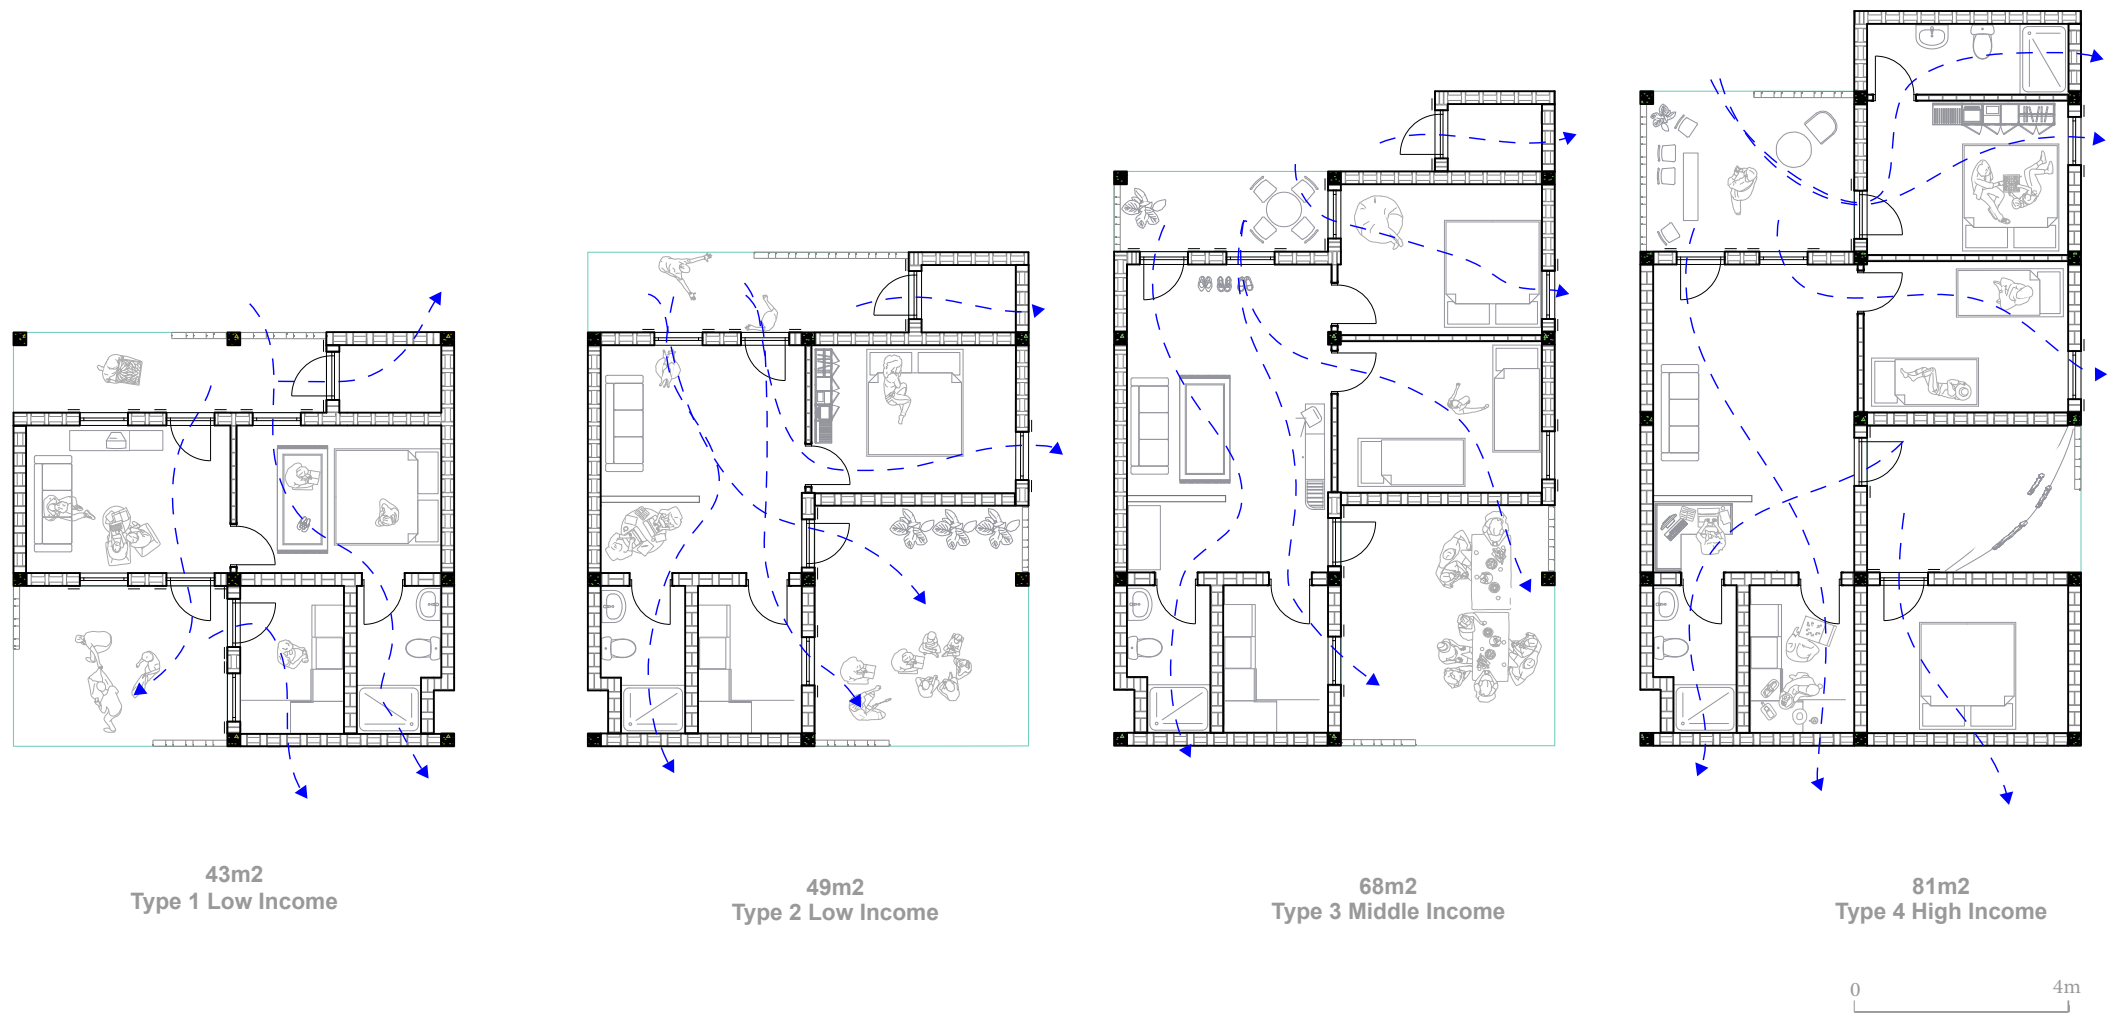 43m2
Type 1 Low Income
49m2
Type 2 Low Income
68m2
Type 3 Middle Income
81m2
Type 4 High Income
0 4m